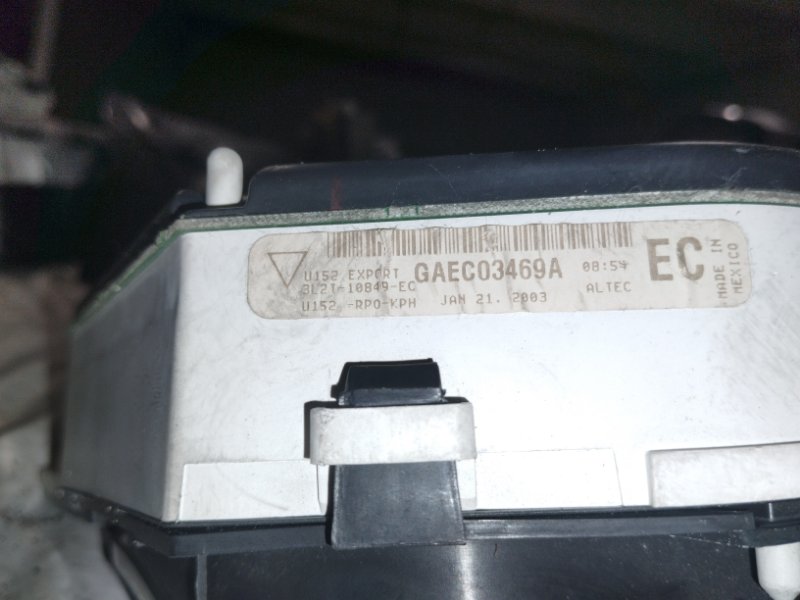 U152 EXPORT GAEC03469A 08:54 EC
3L2T-10849-EC ALTEC
U152 -RPO-KPH JAN 21. 2003
MADE IN
MEXICO